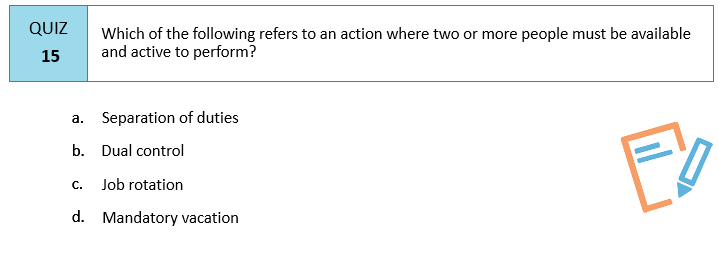 QUIZ
15
Which of the following refers to an action where two or more people must be available
and active to perform?
a. Separation of duties
b. Dual control
c. Job rotation
d. Mandatory vacation